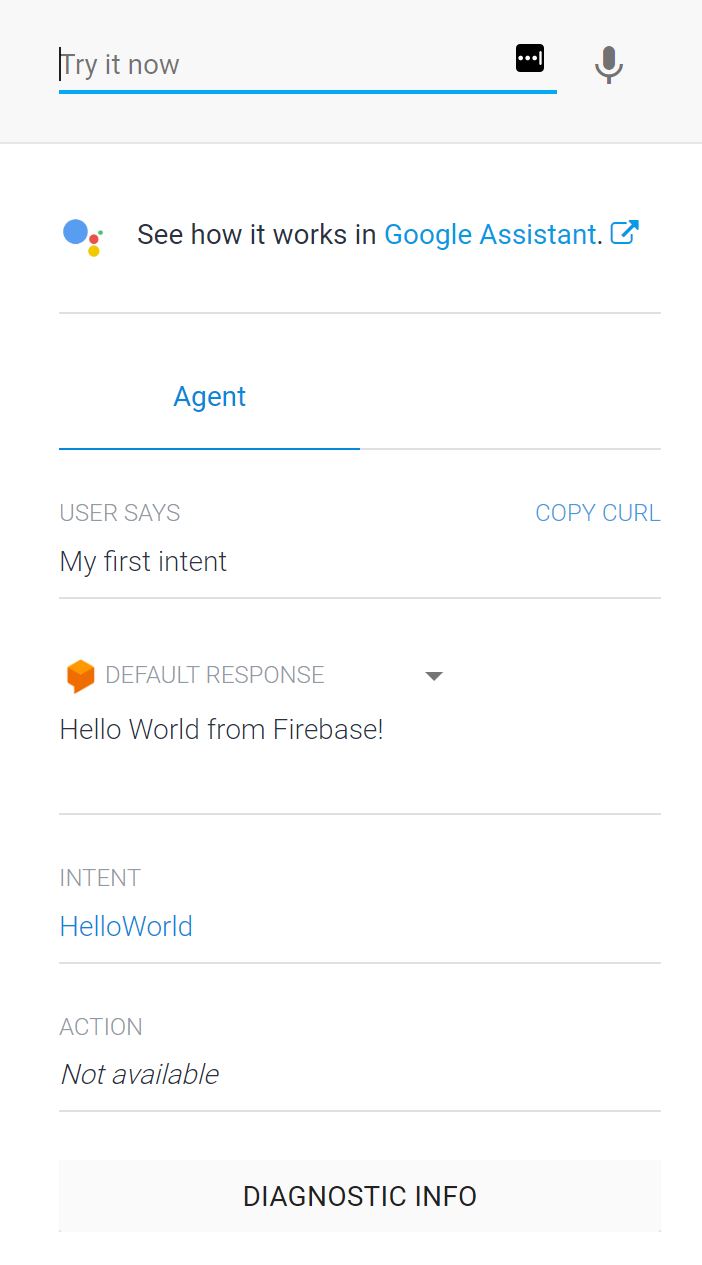 Try it now
See how it works in Google Assistant.
Agent
USER SAYS COPY CURL
My first intent
DEFAULT RESPONSE
Hello World from Firebase!
INTENT
HelloWorld
ACTION
Not available
DIAGNOSTIC INFO